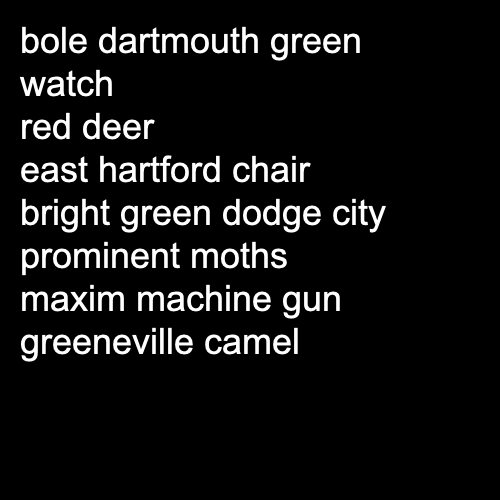 bole dartmouth green
watch
red deer
east hartford chair
bright green dodge city
prominent moths
maxim machine gun
greeneville camel